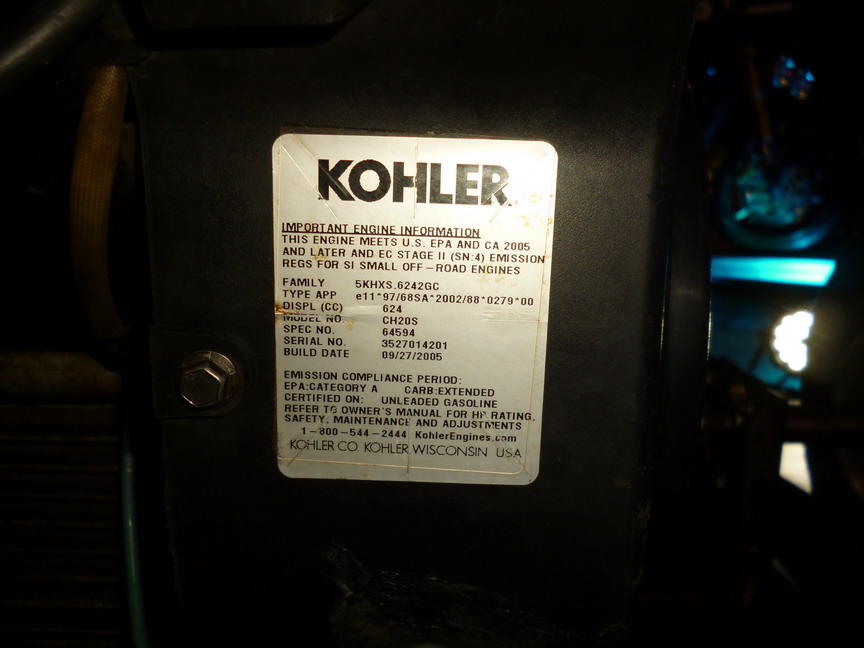 KOHLER
IMPORTANT ENGINE INFORMATION
THIS ENGINE MEETS U.S. EPA AND CA 2005
AND LATER AND EC STAGE II (SN:4) EMISSION
REGS FOR SI SMALL OFF-ROAD ENGINES
FAMILY 5KHXS.6242GC
TYPE APP e11*97/68SA*2002/88*0279*00
DISPL (CC) 624
MODEL NO. CH20S
SPEC NO. 64594
SERIAL NO. 3527014201
BUILD DATE 09/27/2005
EMISSION COMPLIANCE PERIOD:
EPA:CATEGORY A CARB:EXTENDED
CERTIFIED ON: UNLEADED GASOLINE
REFER TO OWNER'S MANUAL FOR HP RATING,
SAFETY, MAINTENANCE AND ADJUSTMENTS
1-800-544-2444 KohlerEngines.com
KOHLER CO. KOHLER, WISCONSIN USA